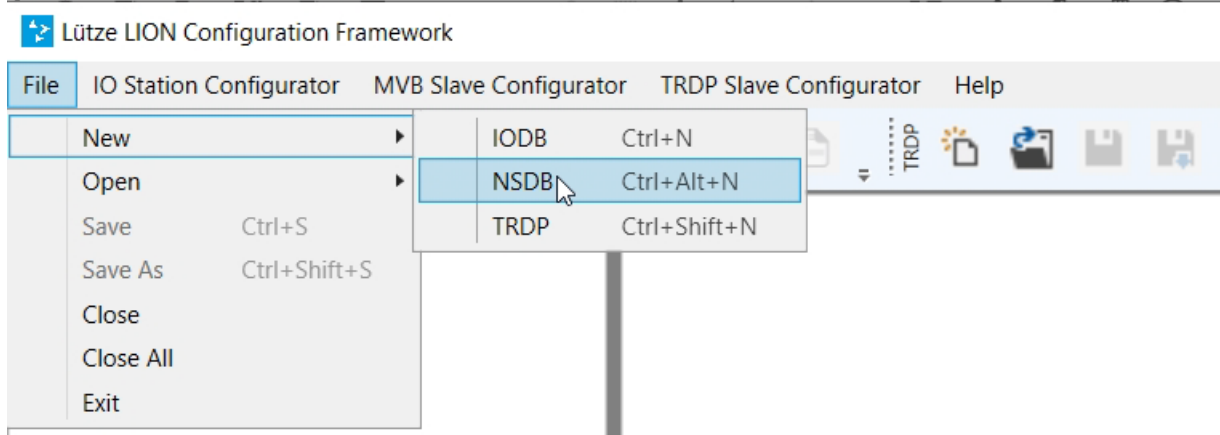 Lütze LION Configuration Framework
File IO Station Configurator MVB Slave Configurator TRDP Slave Configurator Help
New IODB Ctrl+N
TRDP
Open NSDB Ctrl+Alt+N
Save Ctrl+S TRDP Ctrl+Shift+N
Save As Ctrl+Shift+S
Close
Close All
Exit